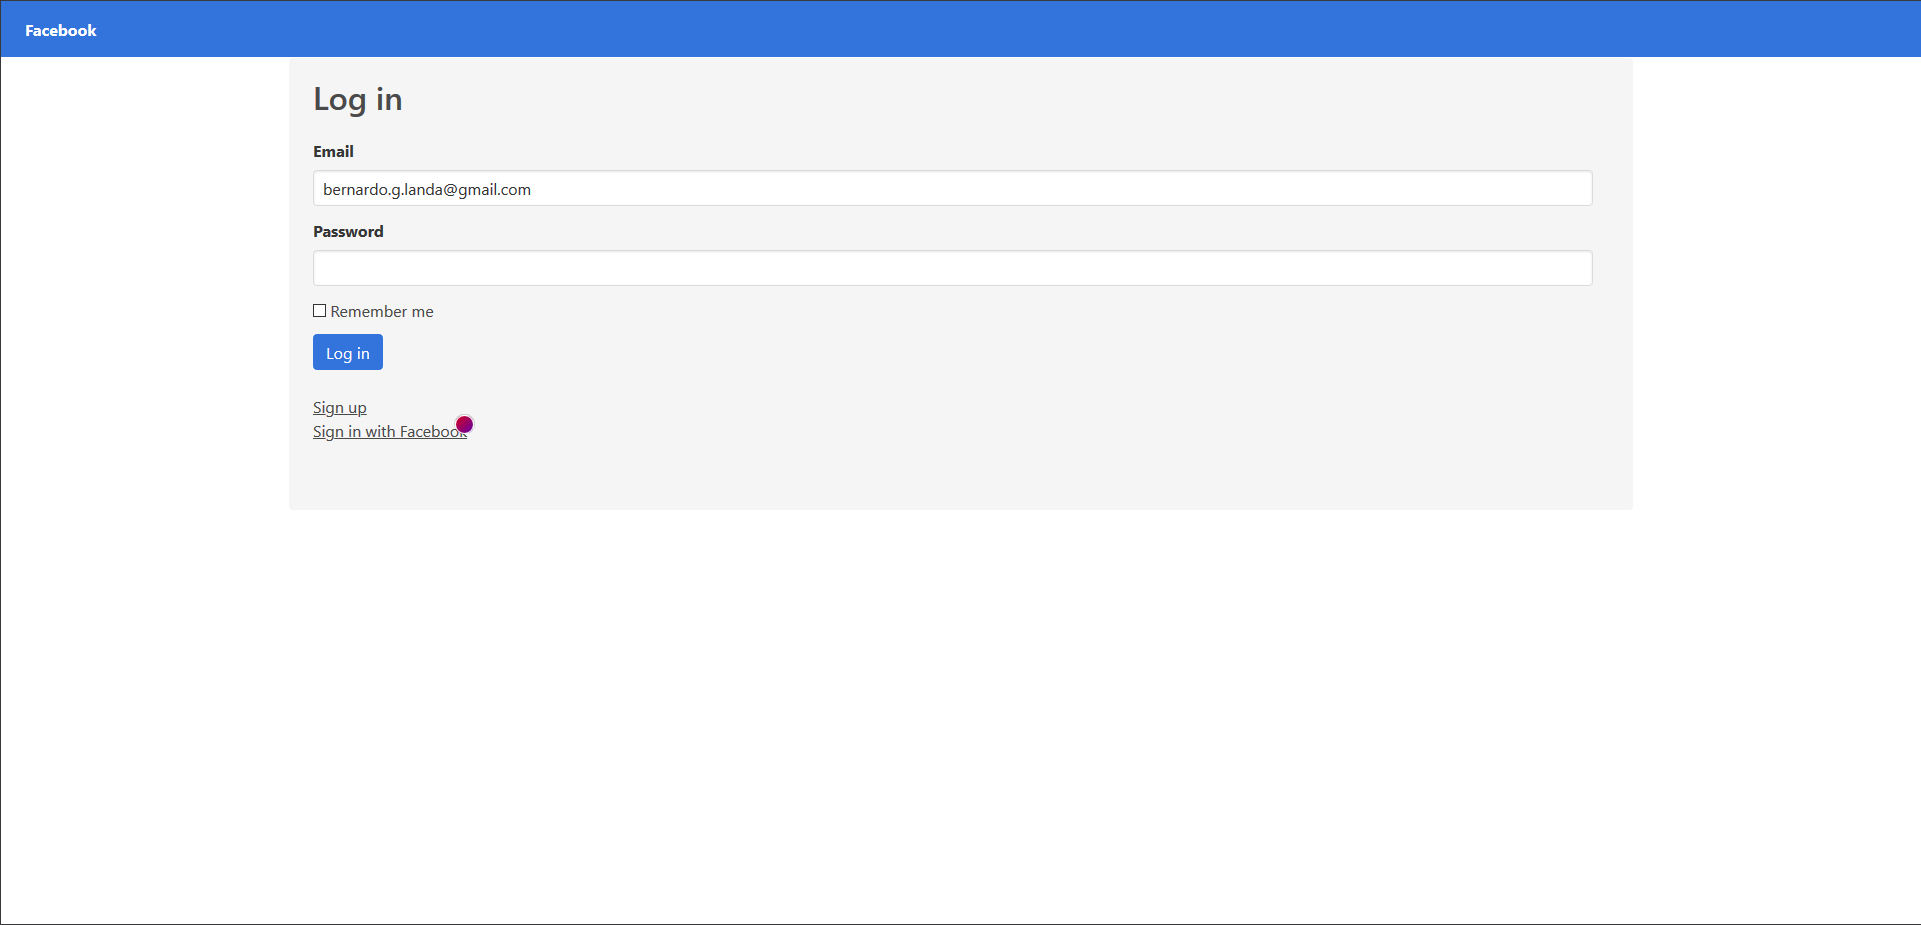 Facebook
Log in
Email
bernardo.g.landa@gmail.com
Password
Remember me
Log in
Sign up
Sign in with Facebook